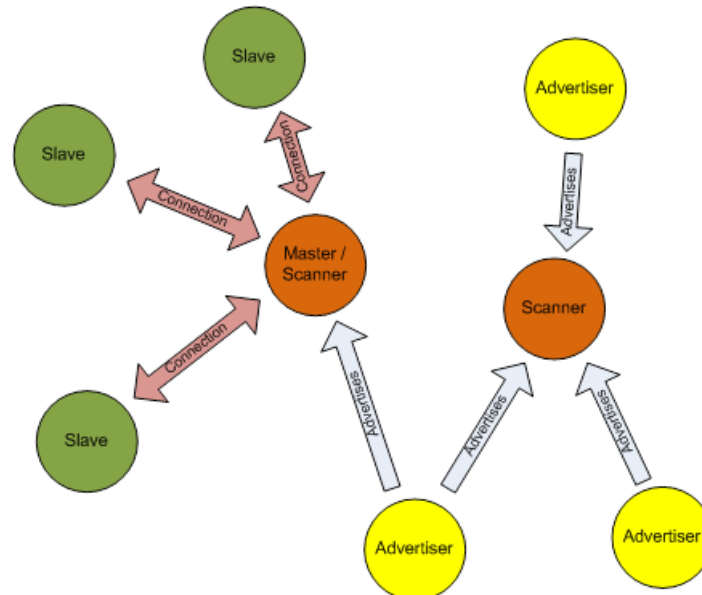 Slave
Advertiser
Slave
Connection
Advertises
Connection
Master /
Scanner
Scanner
Connection
Slave
Advertises
Advertises
Advertises
Advertiser
Advertiser